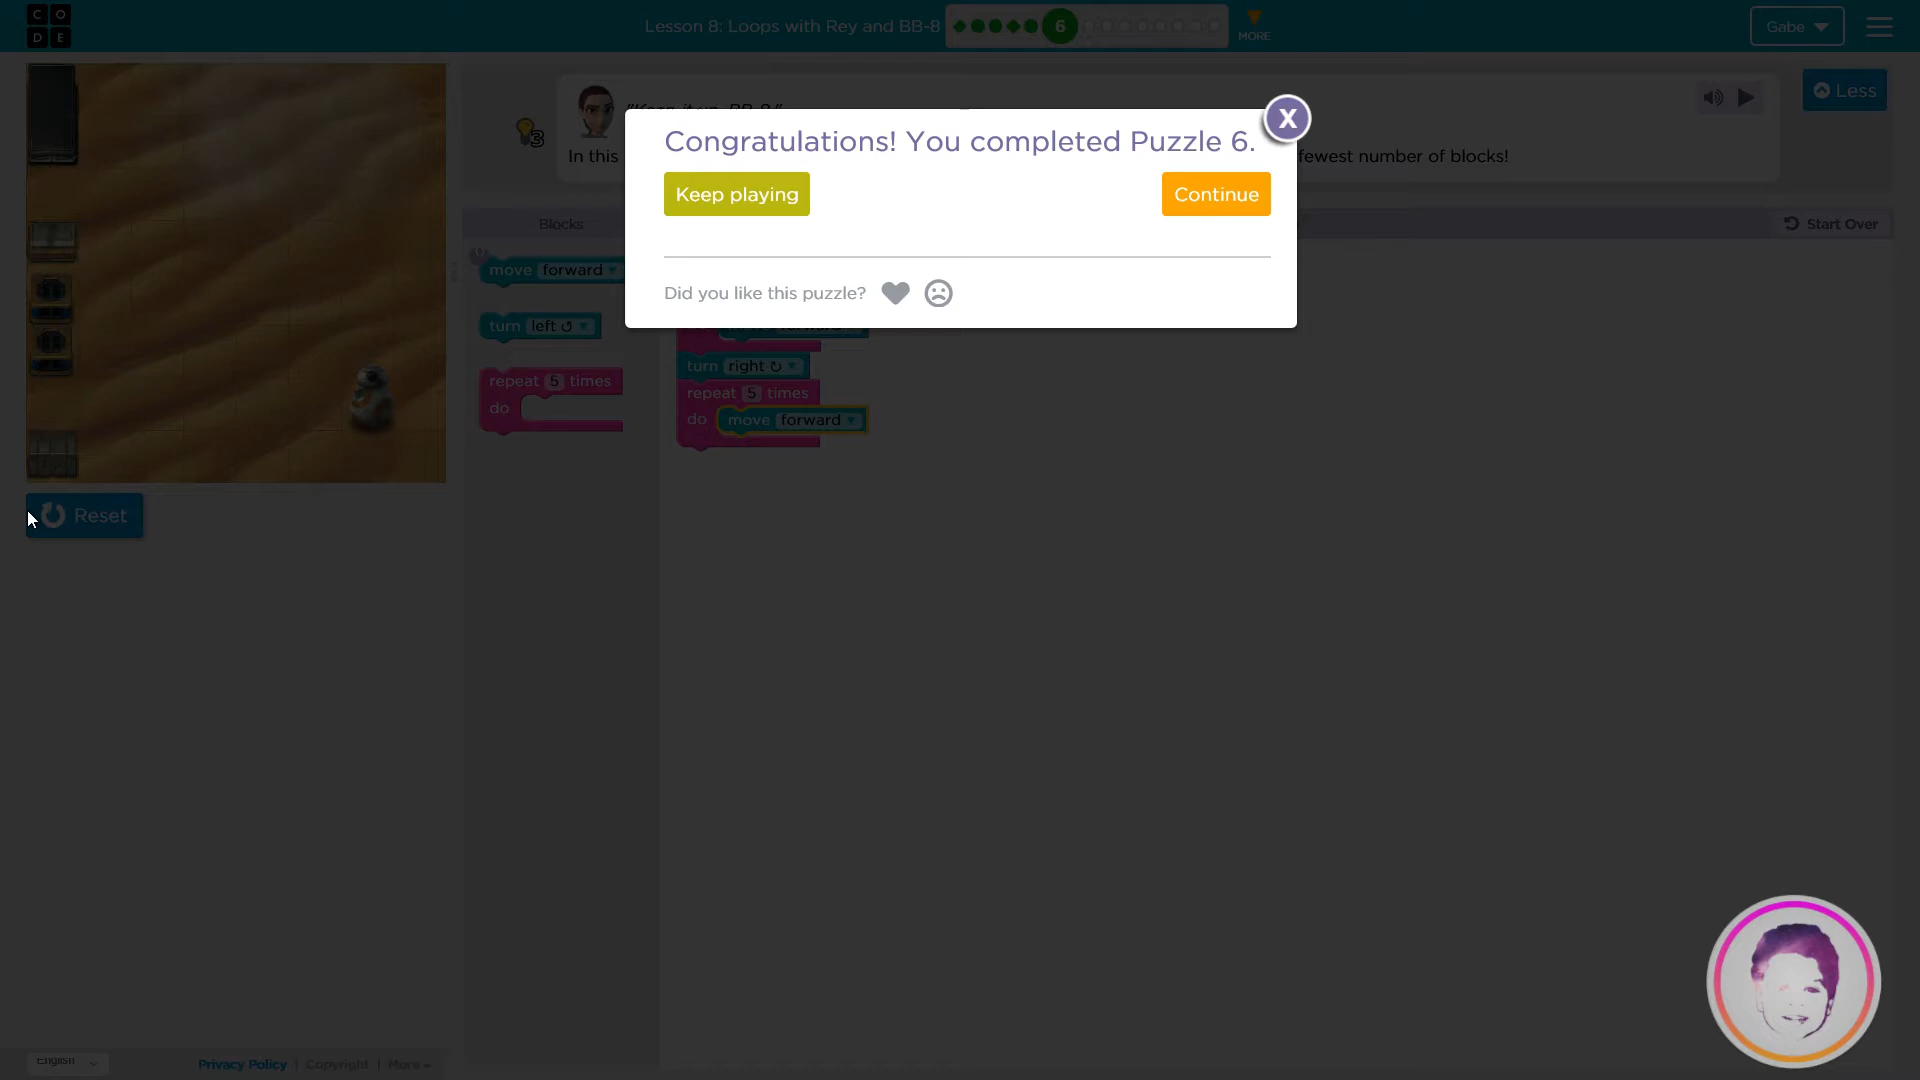 C O
D E
Lesson 8: Loops with Rey and BB-8
6
MORE
Gabe
3
In this
fewest number of blocks!
Less
Congratulations! You completed Puzzle 6.
X
Keep playing
Continue
Did you like this puzzle?
Blocks
Start Over
move forward
turn left
repeat 5 times
do
turn right
repeat 5 times
do move forward
Reset
English
Privacy Policy | Copyright | More